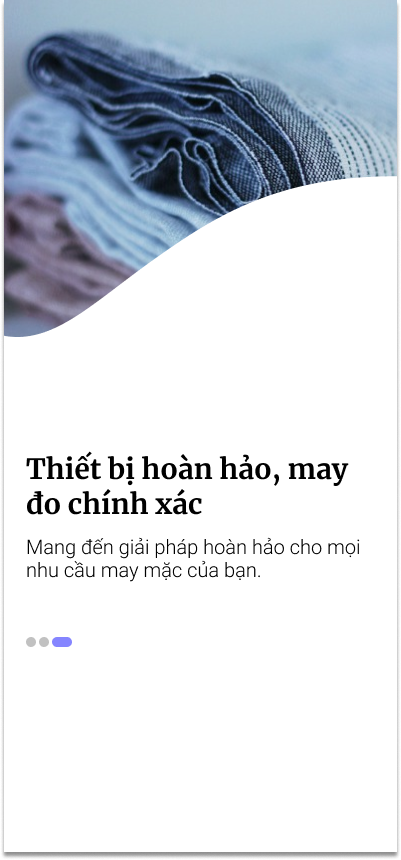 Thiết bị hoàn hảo, may
đo chính xác
Mang đến giải pháp hoàn hảo cho mọi
nhu cầu may mặc của bạn.